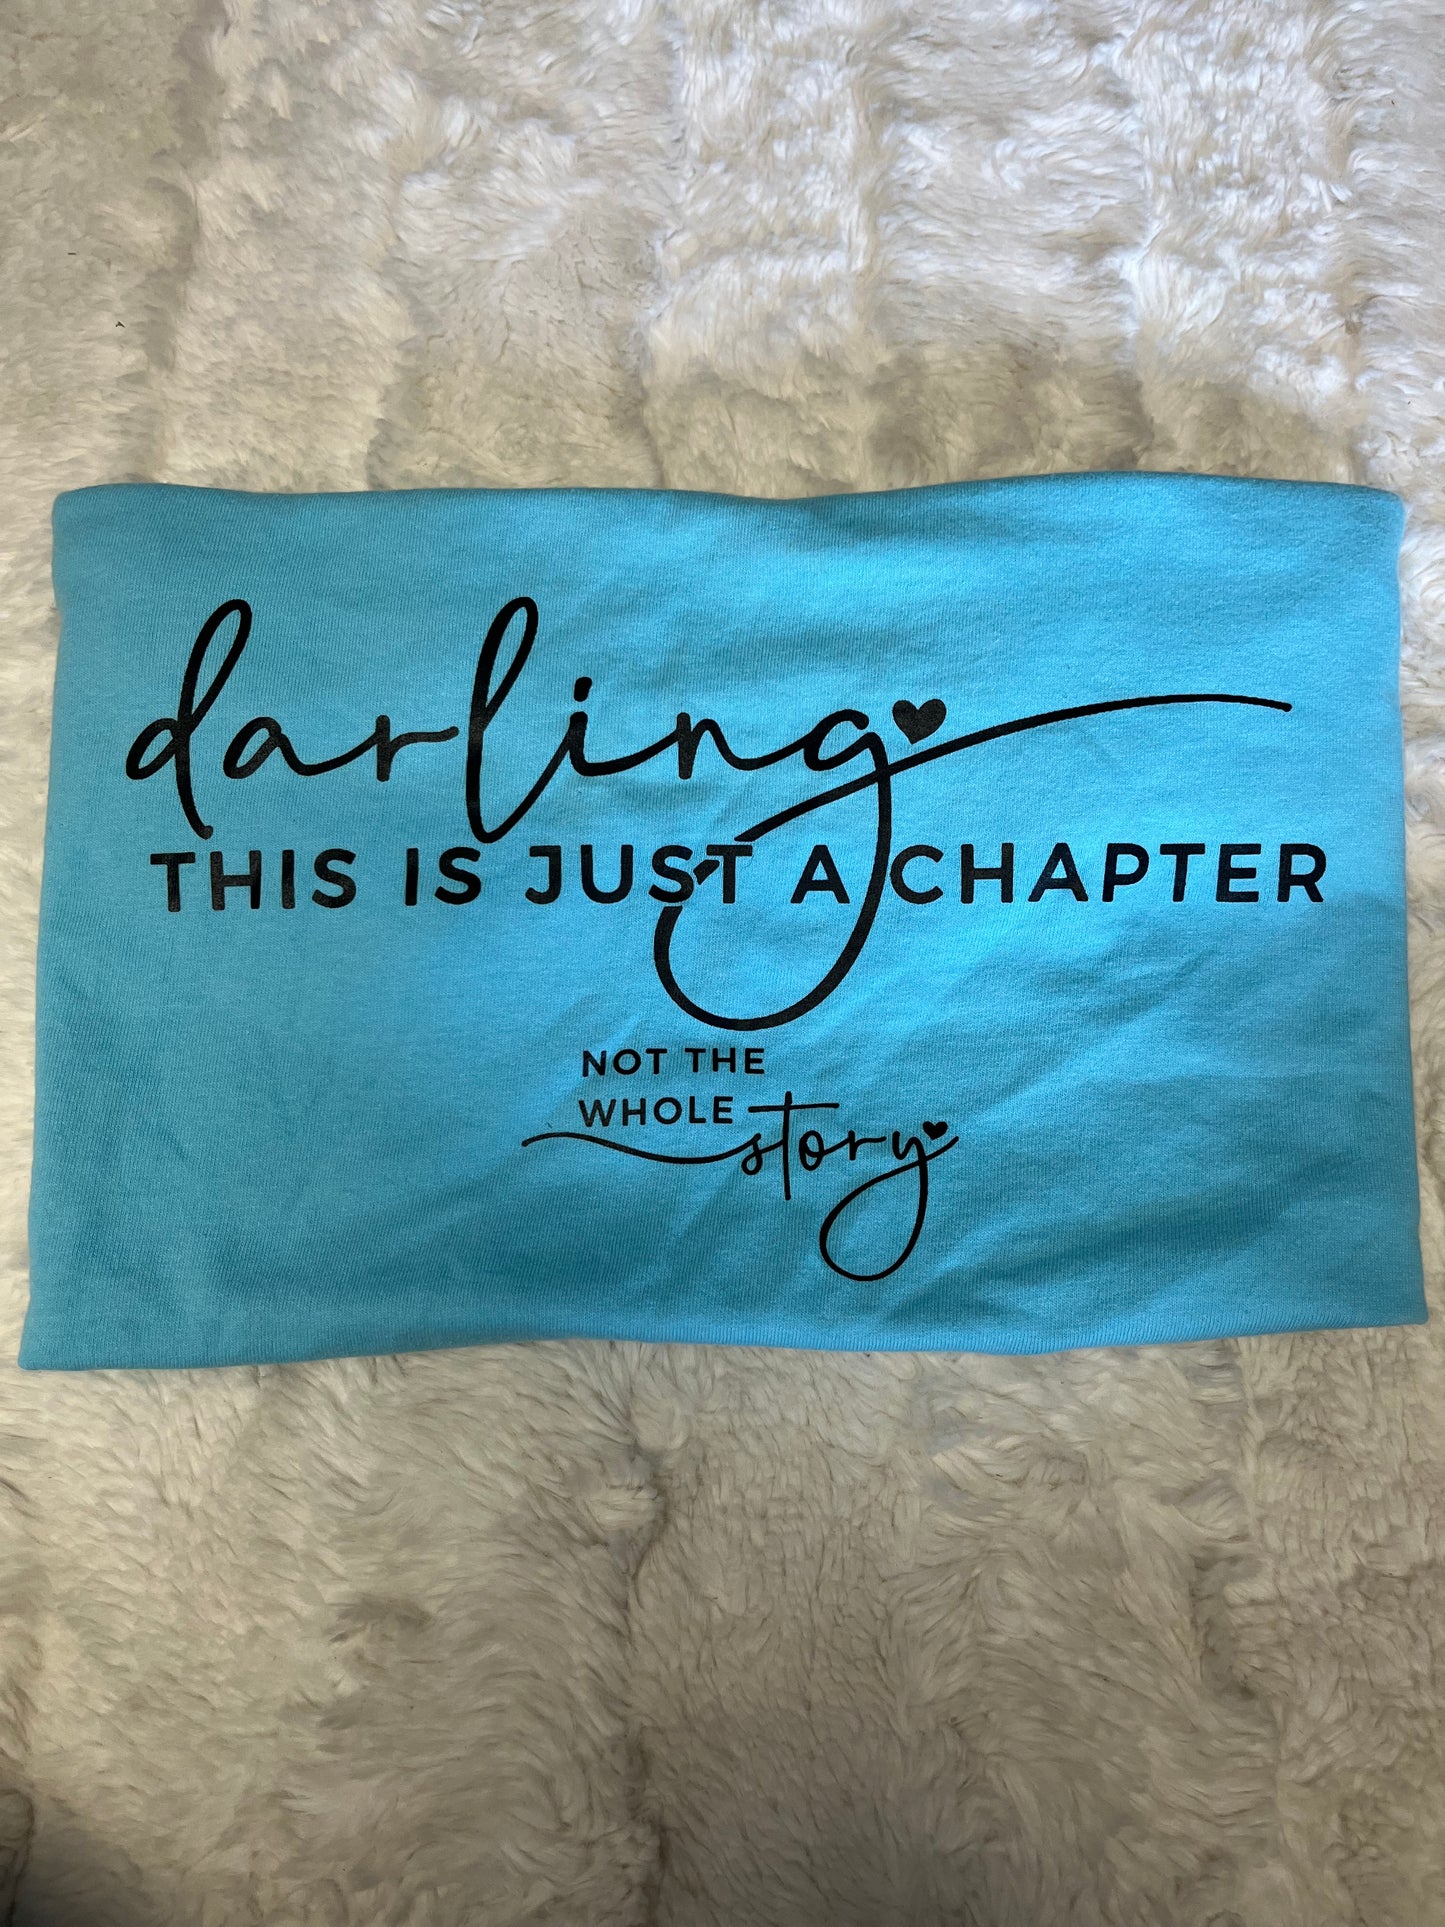 darling
THIS IS JUST A CHAPTER
NOT THE
WHOLE story